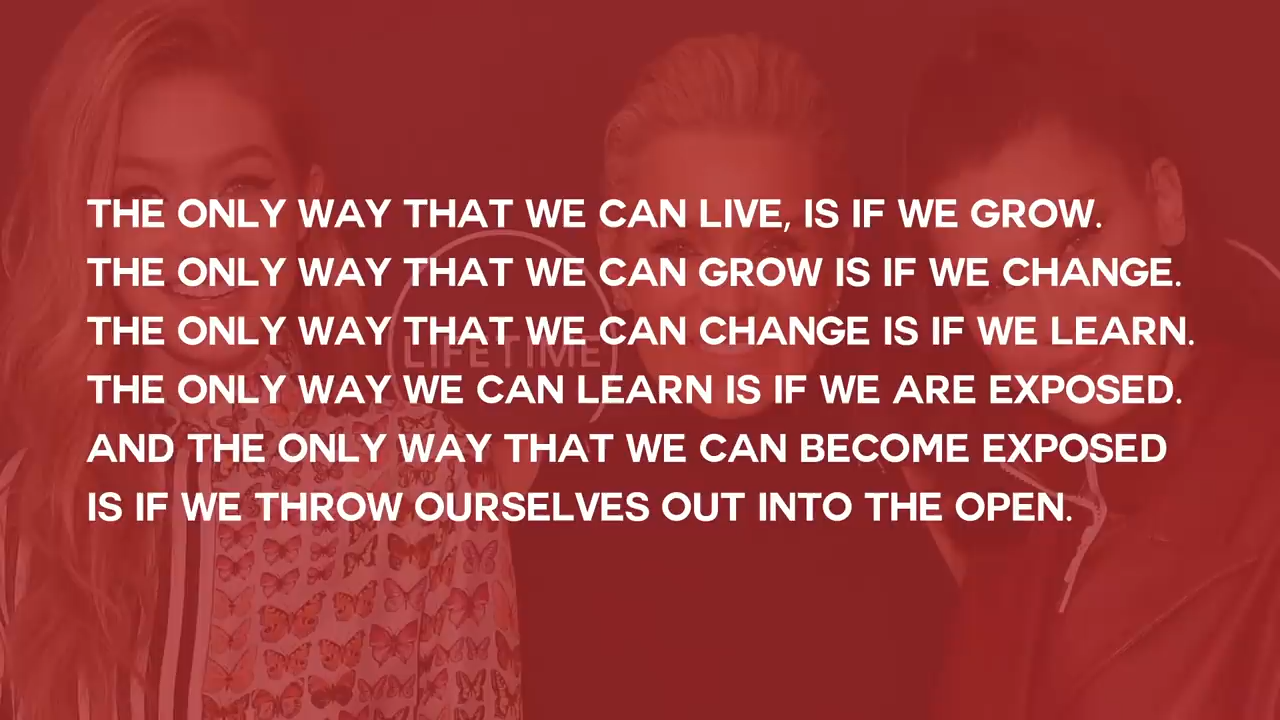 THE ONLY WAY THAT WE CAN LIVE, IS IF WE GROW.
THE ONLY WAY THAT WE CAN GROW IS IF WE CHANGE.
THE ONLY WAY THAT WE CAN CHANGE IS IF WE LEARN.
LIFETIME
THE ONLY WAY WE CAN LEARN IS IF WE ARE EXPOSED.
AND THE ONLY WAY THAT WE CAN BECOME EXPOSED
IS IF WE THROW OURSELVES OUT INTO THE OPEN.